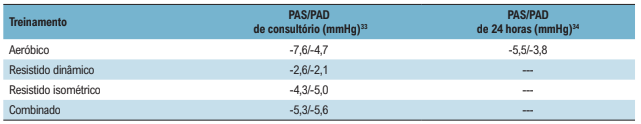 Treinamento PAS/PAD de consultório (mmHg)³³ PAS/PAD de 24 horas (mmHg)³⁴
Aeróbico -7,6/-4,7 -5,5/-3,8
Resistido dinâmico -2,6/-2,1 ---
Resistido isométrico -4,3/-5,0 ---
Combinado -5,3/-5,6 ---